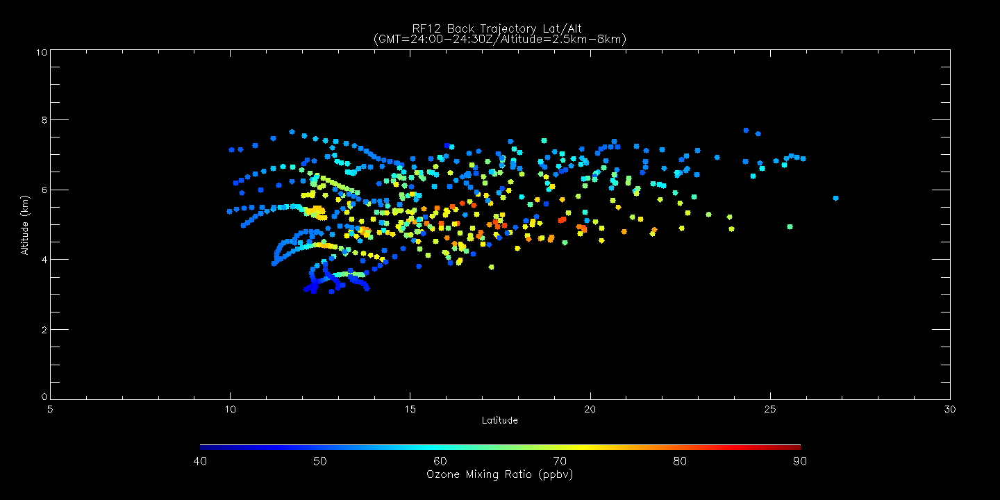 RF12 Back Trajectory Lat/Alt
(GMT=24:00-24:30Z/Altitude=2.5km-8km)
10
8
6
4
2
0
Altitude (km)
5 10 15 20 25 30
Latitude
40 50 60 70 80 90
Ozone Mixing Ratio (ppbv)